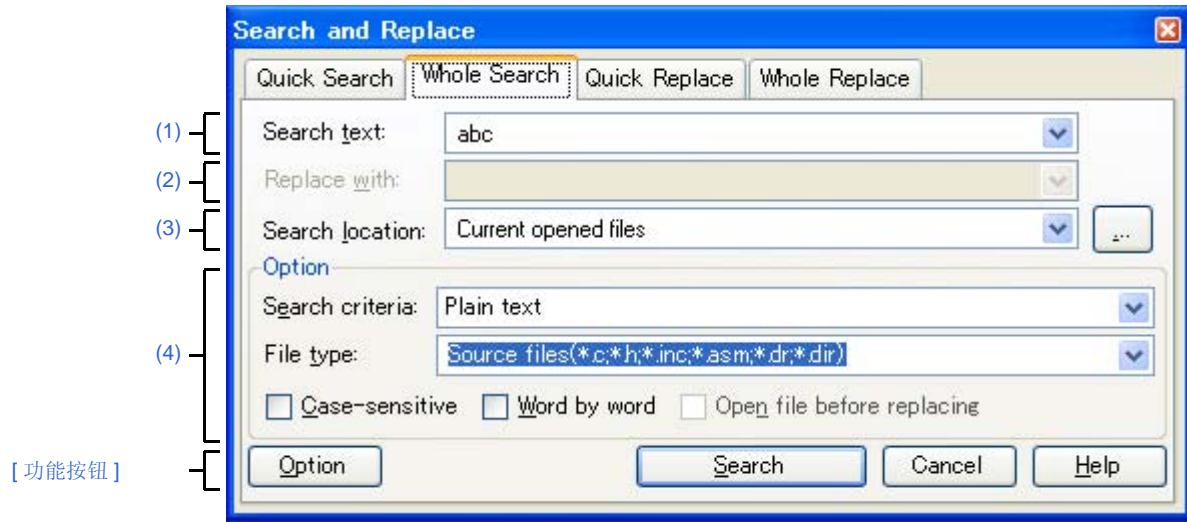 Search and Replace
Quick Search Whole Search Quick Replace Whole Replace
(1) Search text: abc
(2) Replace with:
(3) Search location: Current opened files ...
Option
Search criteria: Plain text
(4) File type: Source files(*.c;*.h;*.inc;*.asm;*.dr;*.dir)
Case-sensitive Word by word Open file before replacing
[ 功能按钮 ] Option Search Cancel Help